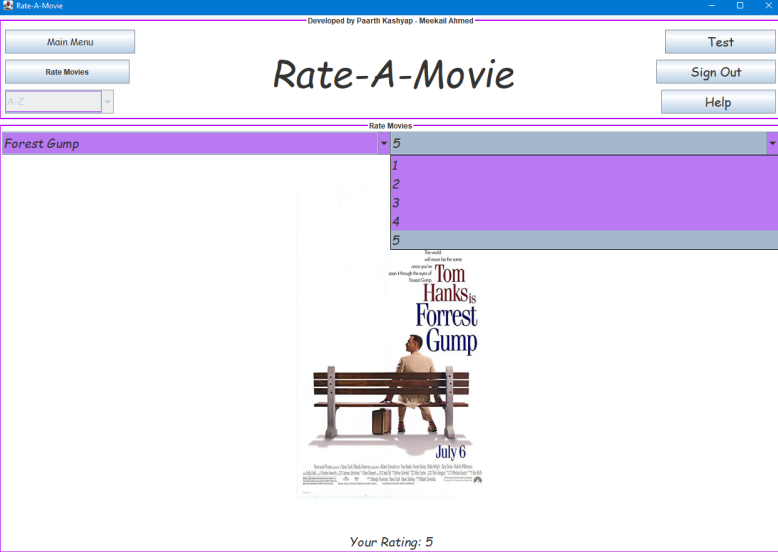 Rate-A-Movie
Developed by Paarth Kashyap - Meekail Ahmed
Main Menu
Rate Movies
A-Z
Rate-A-Movie
Test
Sign Out
Help
Rate Movies
Forest Gump
5
1
2
3
4
5
The world
will never be the same
once you've
seen it through the eyes of
Forrest Gump.
Tom
Hanks is
Forrest
Gump
July 6
Your Rating: 5